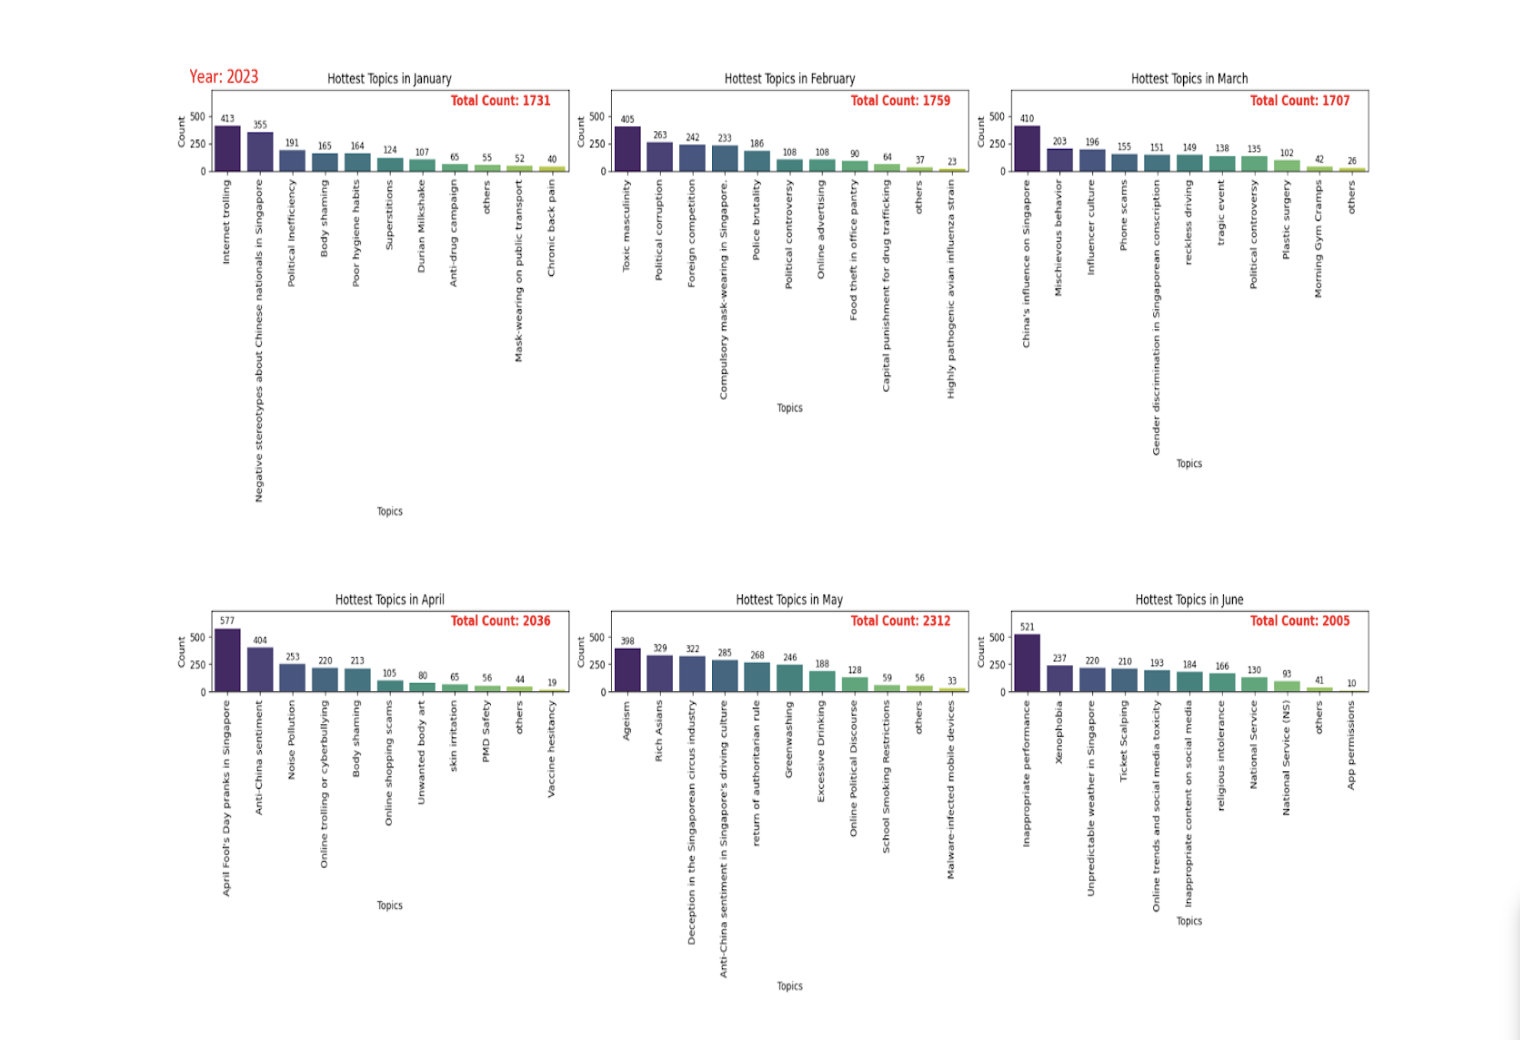 Year: 2023
Hottest Topics in January
Total Count: 1731
Count
500
250
0
413
355
191
165
164
124
107
65
55
52
40
Internet trolling
Negative stereotypes about Chinese nationals in Singapore
Political Inefficiency
Body shaming
Poor hygiene habits
Superstitions
Durian Milkshake
Anti-drug campaign
others
Mask-wearing on public transport
Chronic back pain
Topics
Hottest Topics in February
Total Count: 1759
Count
500
250
0
405
263
242
233
186
108
108
90
64
37
23
Toxic masculinity
Political corruption
Foreign competition
Compulsory mask-wearing in Singapore.
Police brutality
Political controversy
Online advertising
Food theft in office pantry
Capital punishment for drug trafficking
others
Highly pathogenic avian influenza strain
Topics
Hottest Topics in March
Total Count: 1707
Count
500
250
0
410
203
196
155
151
149
138
135
102
42
26
China's influence on Singapore
Mischievous behavior
Influencer culture
Phone scams
Gender discrimination in Singaporean conscription
reckless driving
tragic event
Political controversy
Plastic surgery
Morning Gym Cramps
others
Topics
Hottest Topics in April
Total Count: 2036
Count
500
250
0
577
404
253
220
213
105
80
65
56
44
19
April Fool's Day pranks in Singapore
Anti-China sentiment
Noise Pollution
Online trolling or cyberbullying
Body shaming
Online shopping scams
Unwanted body art
skin irritation
PMD Safety
others
Vaccine hesitancy
Topics
Hottest Topics in May
Total Count: 2312
Count
500
250
0
398
329
322
285
268
246
188
128
59
56
33
Ageism
Rich Asians
Deception in the Singaporean circus industry
Anti-China sentiment in Singapore's driving culture
return of authoritarian rule
Greenwashing
Excessive Drinking
Online Political Discourse
School Smoking Restrictions
others
Malware-infected mobile devices
Topics
Hottest Topics in June
Total Count: 2005
Count
500
250
0
521
237
220
210
193
184
166
130
93
41
10
Inappropriate performance
Xenophobia
Unpredictable weather in Singapore
Ticket Scalping
Online trends and social media toxicity
Inappropriate content on social media
religious intolerance
National Service
National Service (NS)
others
App permissions
Topics